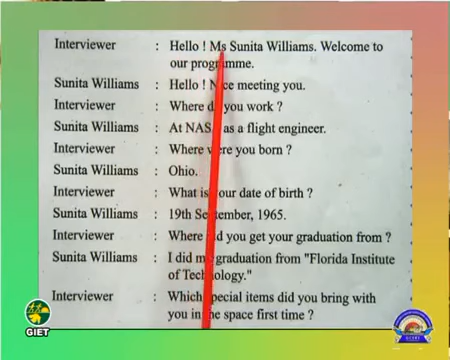 Interviewer : Hello ! Ms Sunita Williams. Welcome to
our programme.
Sunita Williams : Hello ! Nice meeting you.
Interviewer : Where do you work ?
Sunita Williams : At NASA as a flight engineer.
Interviewer : Where were you born ?
Sunita Williams : Ohio.
Interviewer : What is your date of birth ?
Sunita Williams : 19th September, 1965.
Interviewer : Where did you get your graduation from ?
Sunita Williams : I did my graduation from "Florida Institute
of Technology."
Interviewer : Which special items did you bring with
you in the space first time ?
GIET